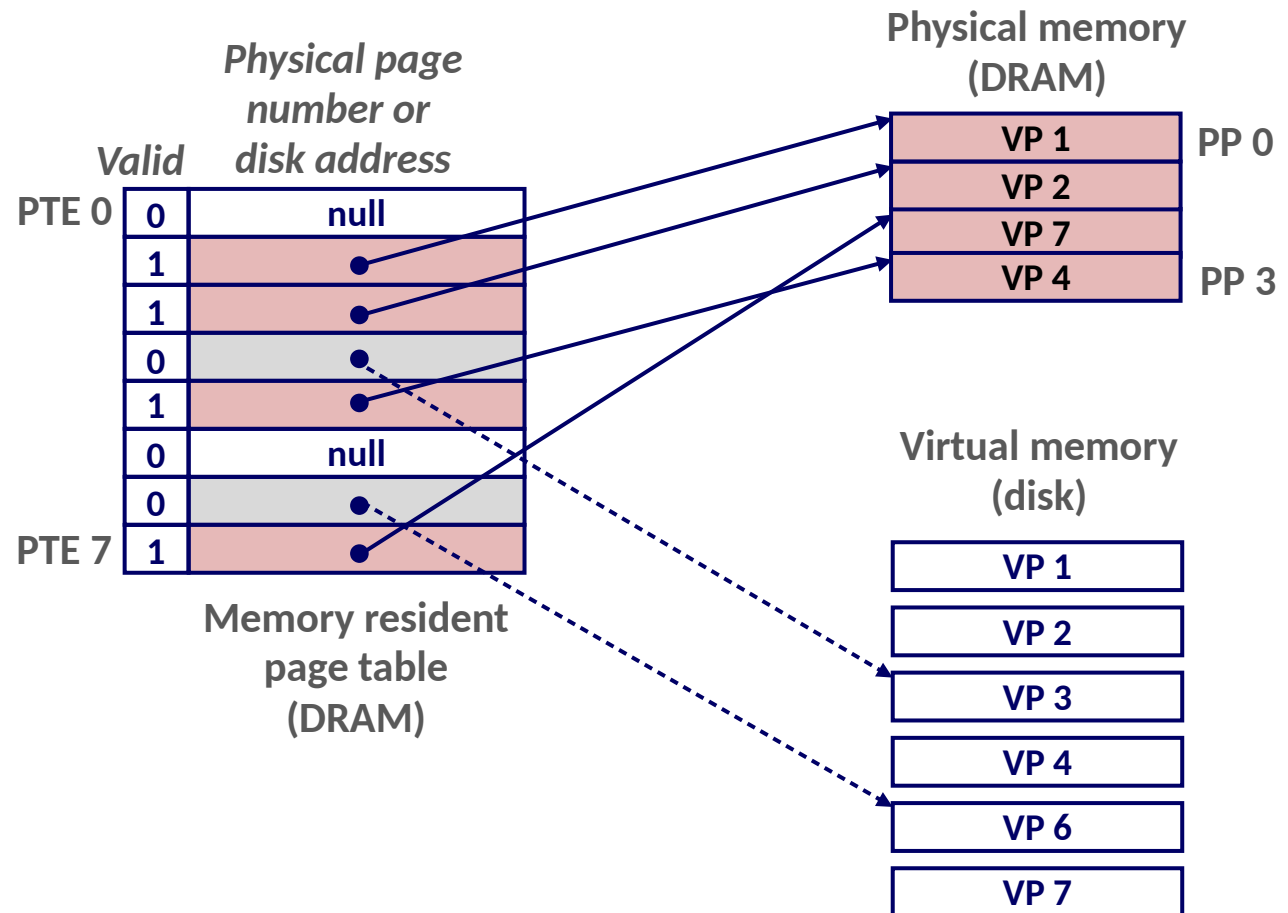 Physical memory
(DRAM)
Physical page
number or
disk address
Valid
VP 1
PP 0
VP 2
VP 7
VP 4
PP 3
PTE 0
0
null
1
1
0
1
0
null
0
PTE 7
1
Memory resident
page table
(DRAM)
Virtual memory
(disk)
VP 1
VP 2
VP 3
VP 4
VP 6
VP 7